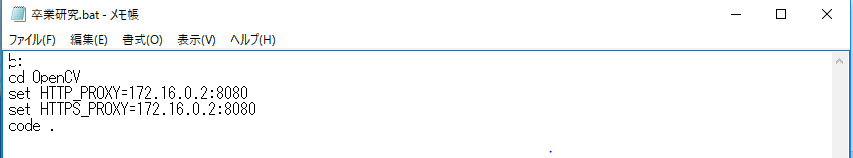 卒業研究.bat - メモ帳
ファイル(F) 編集(E) 書式(O) 表示(V) ヘルプ(H)
cd OpenCV
set HTTP_PROXY=172.16.0.2:8080
set HTTPS_PROXY=172.16.0.2:8080
code .